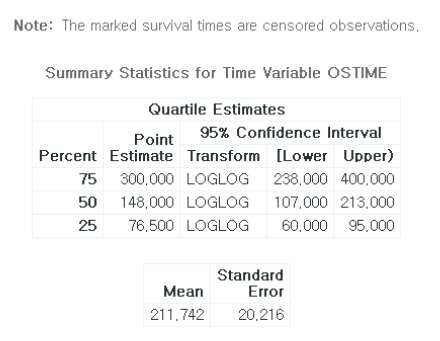 Note: The marked survival times are censored observations.
Summary Statistics for Time Variable OSTIME
Quartile Estimates
Percent Point Estimate 95% Confidence Interval
Transform [Lower Upper)
75 300.000 LOGLOG 238.000 400.000
50 148.000 LOGLOG 107.000 213.000
25 76.500 LOGLOG 60.000 95.000
Mean Standard Error
211.742 20.216